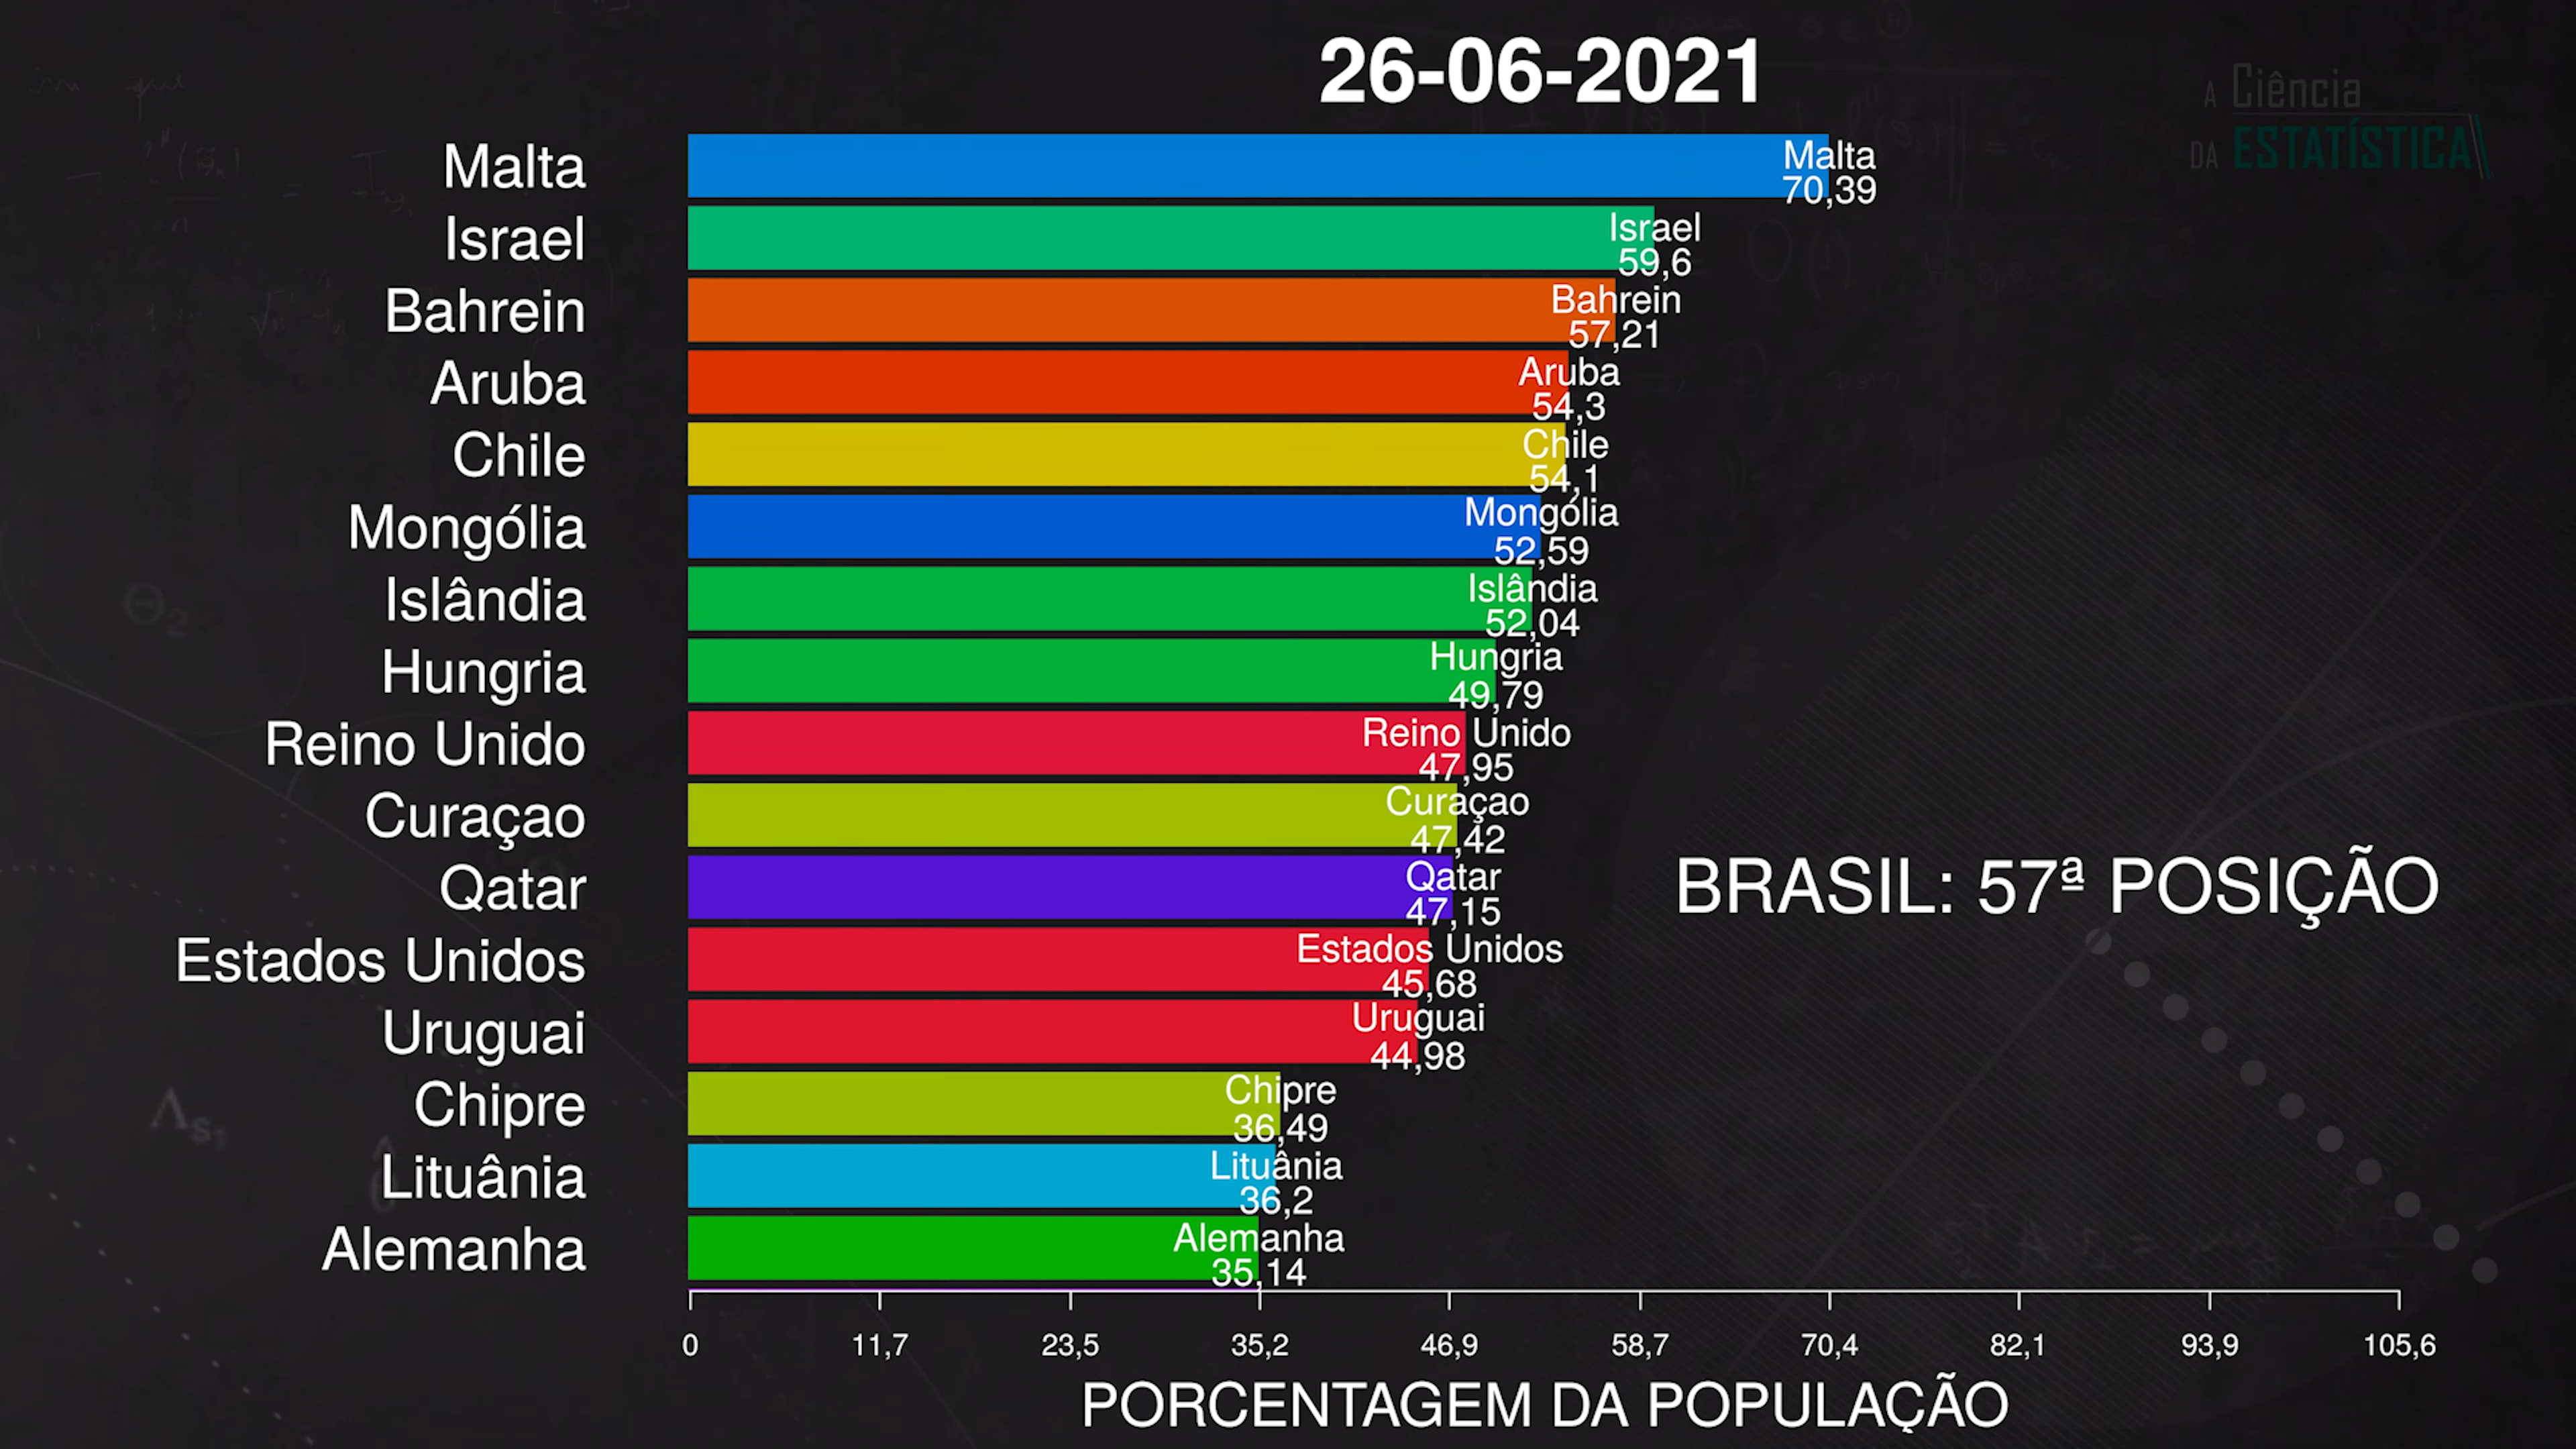 26-06-2021
A Ciência
DA ESTATÍSTICA
Malta
Malta
70,39
Israel
Israel
59,6
Bahrein
Bahrein
57,21
Aruba
Aruba
54,3
Chile
Chile
54,1
Mongólia
Mongólia
52,59
Islândia
Islândia
52,04
Hungria
Hungria
49,79
Reino Unido
Reino Unido
47,95
Curaçao
Curaçao
47,42
Qatar
Qatar
47,15
BRASIL: 57ª POSIÇÃO
Estados Unidos
Estados Unidos
45,68
Uruguai
Uruguai
44,98
Chipre
Chipre
36,49
Lituânia
Lituânia
36,2
Alemanha
Alemanha
35,14
0 11,7 23,5 35,2 46,9 58,7 70,4 82,1 93,9 105,6
PORCENTAGEM DA POPULAÇÃO